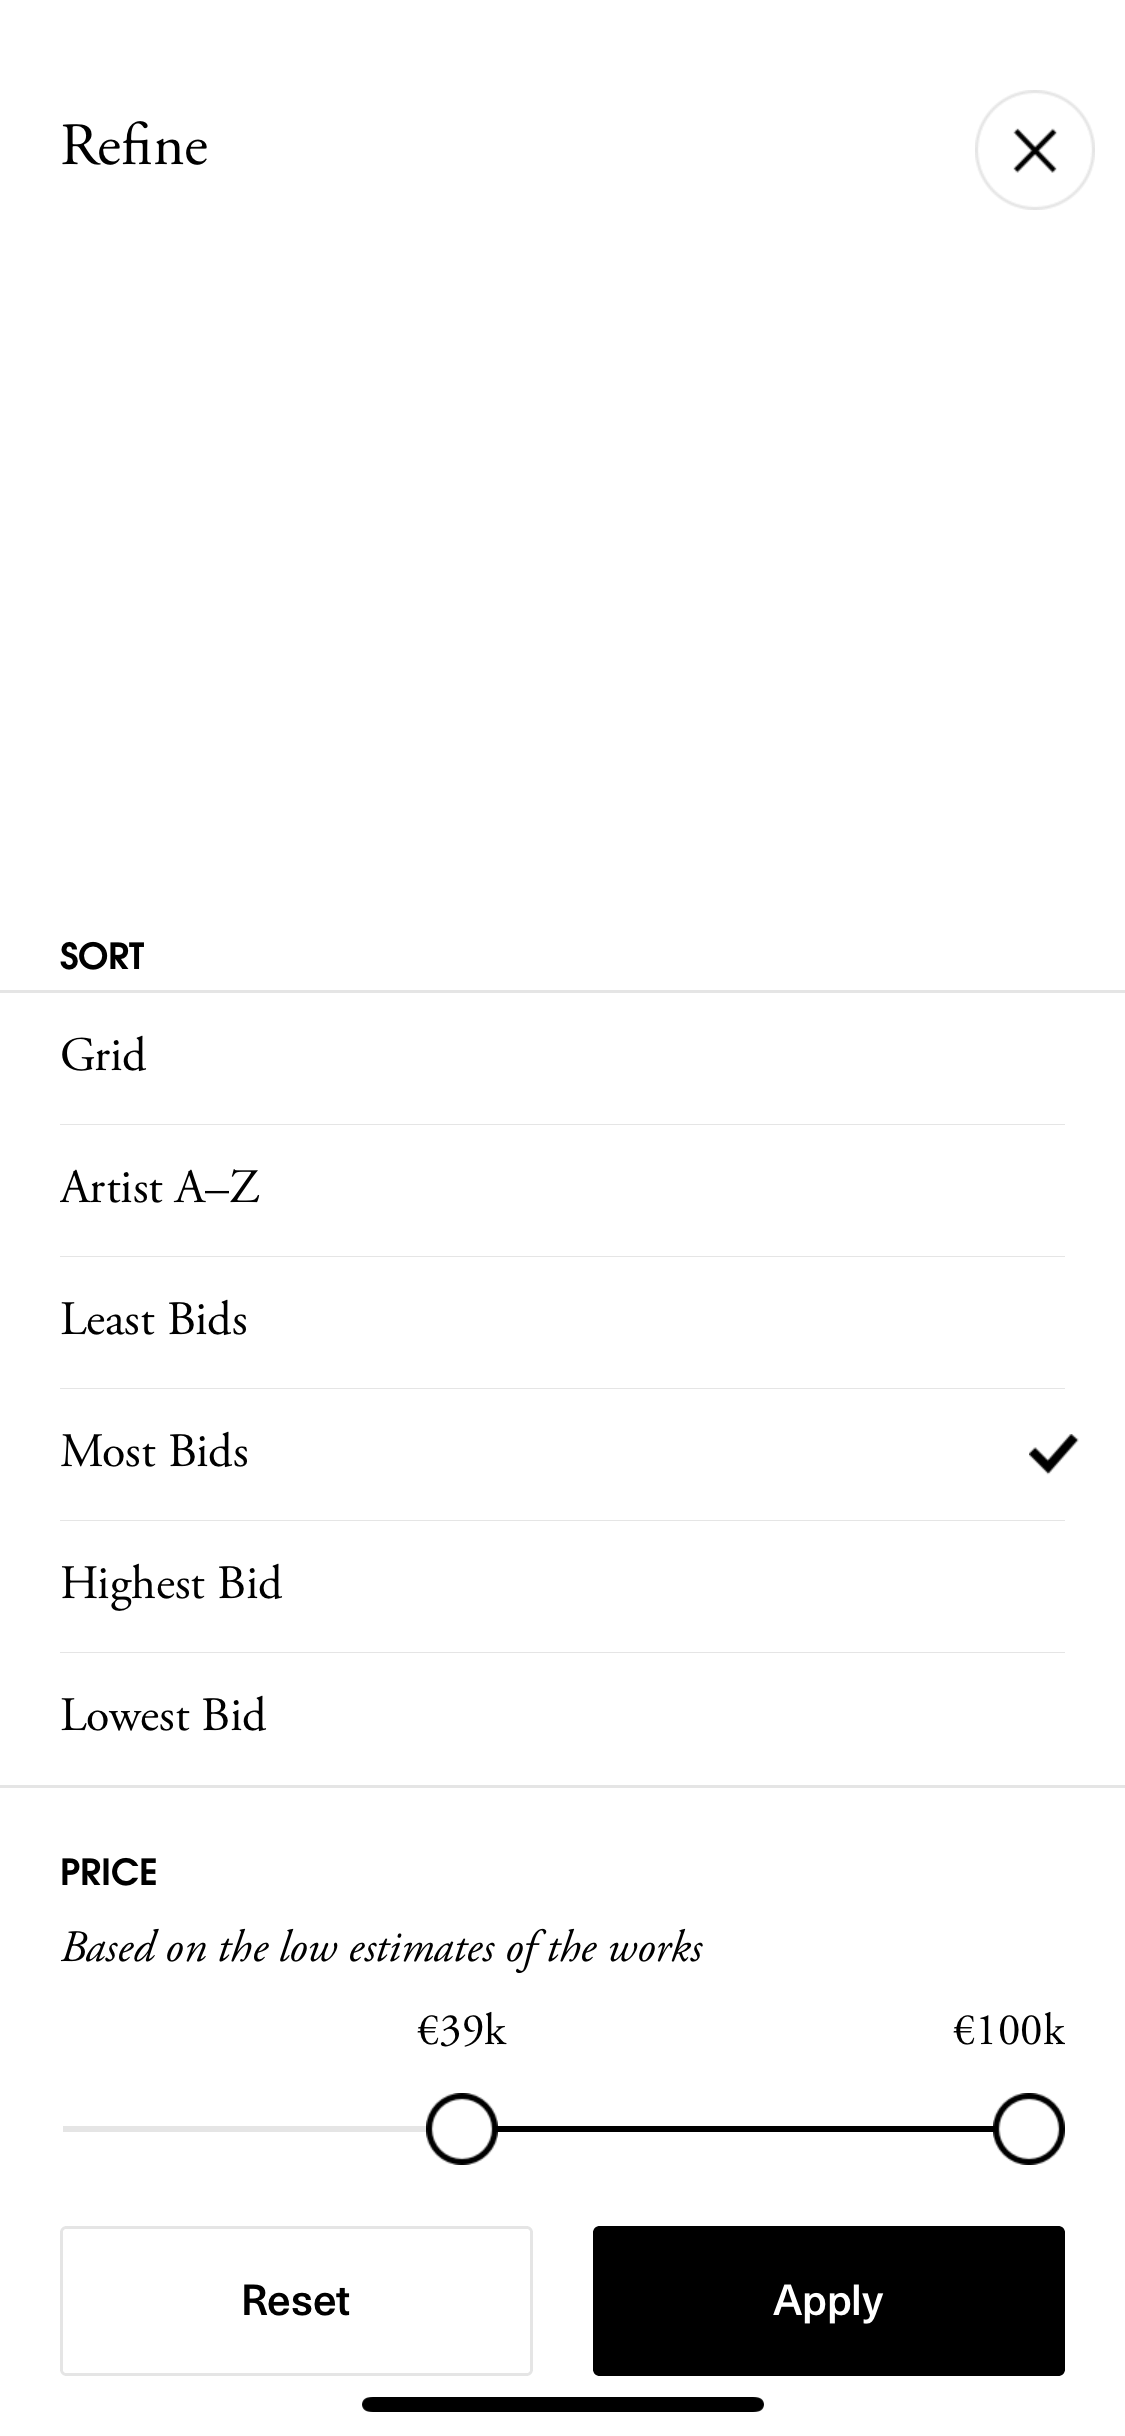 Refine
SORT
Grid
Artist A–Z
Least Bids
Most Bids
Highest Bid
Lowest Bid
PRICE
Based on the low estimates of the works
€39k €100k
Reset Apply